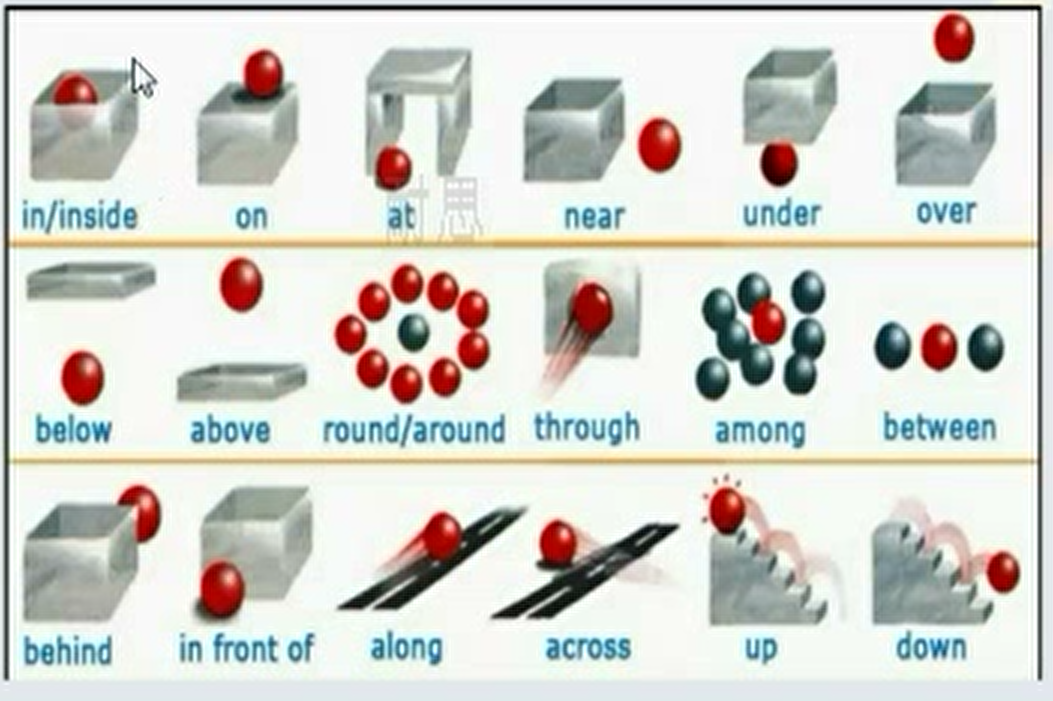 in/inside on at near under over
below above round/around through among between
behind in front of along across up down